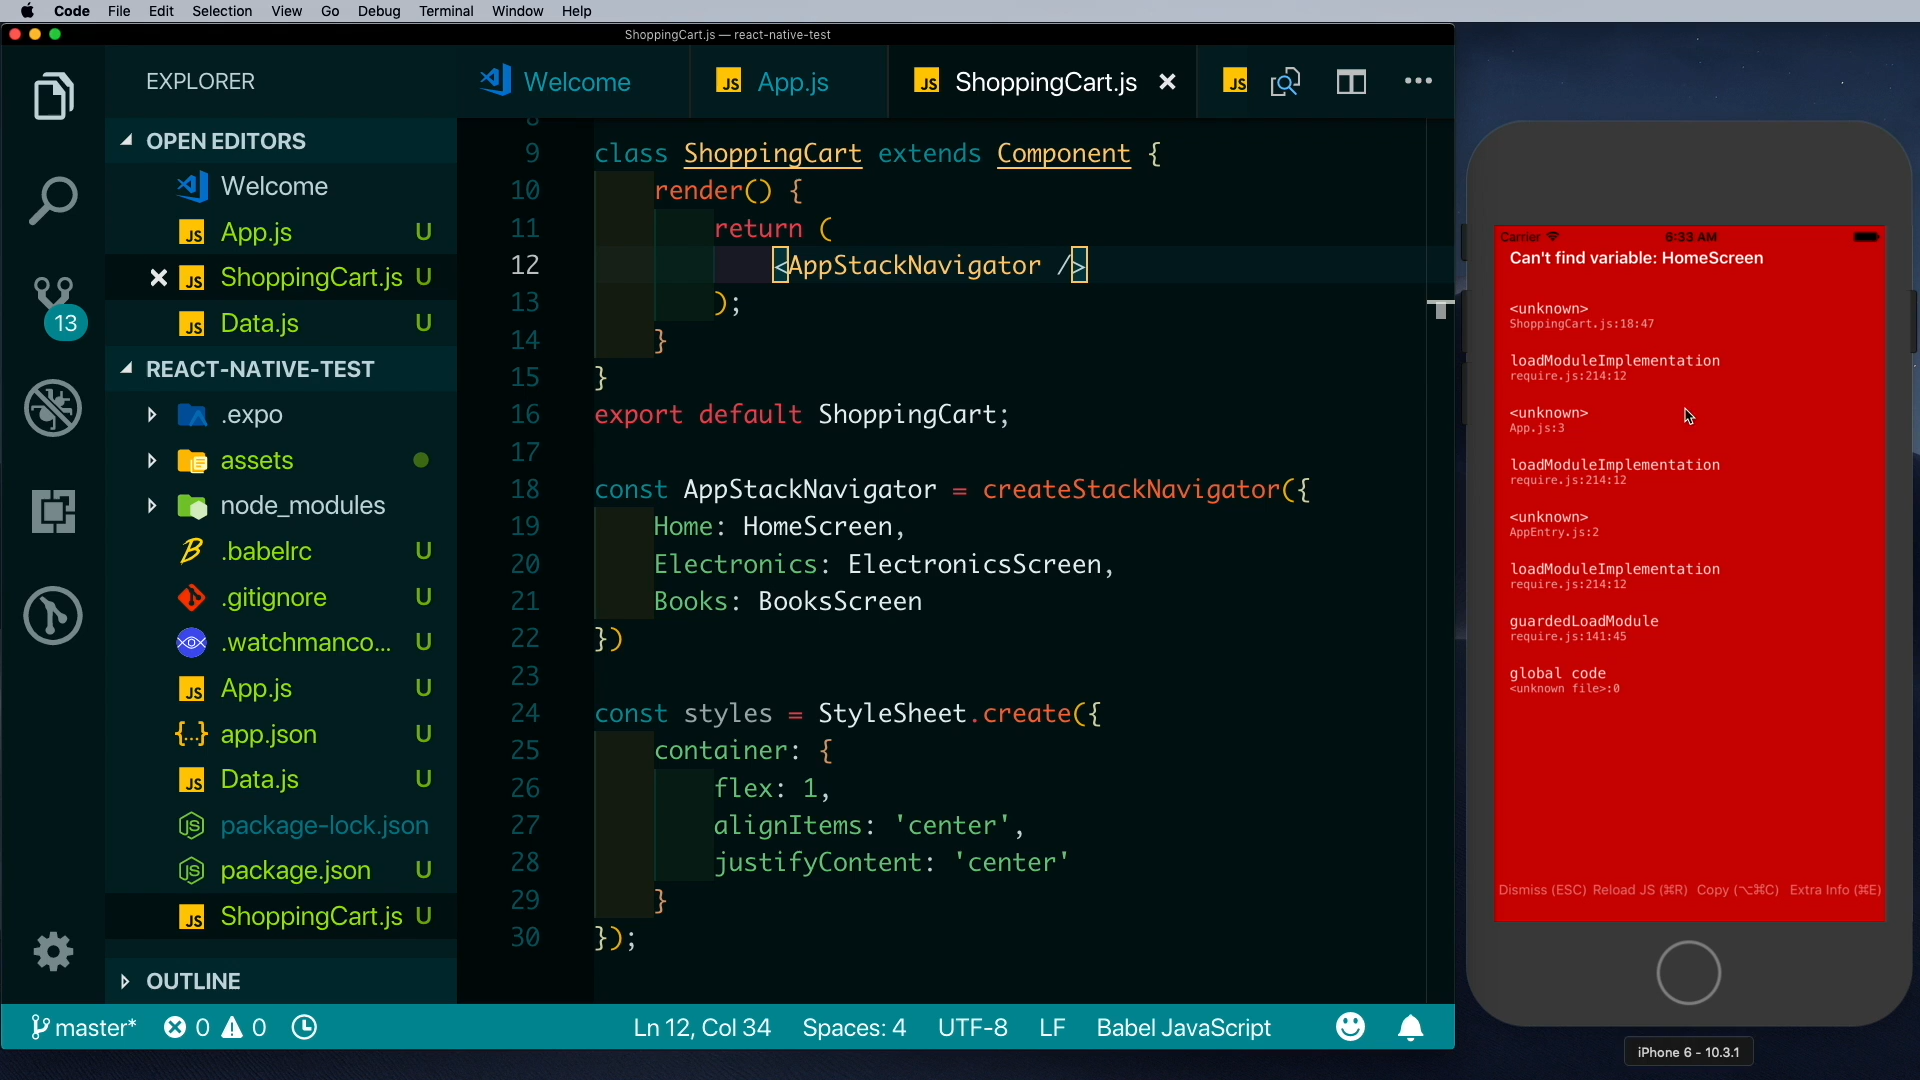 Code File Edit Selection View Go Debug Terminal Window Help
ShoppingCart.js — react-native-test
EXPLORER
Welcome
App.js
ShoppingCart.js
OPEN EDITORS
Welcome
App.js U
ShoppingCart.js U
Data.js U
REACT-NATIVE-TEST
.expo
assets
node_modules
.babelrc U
.gitignore U
.watchmanco... U
App.js U
app.json U
Data.js U
package-lock.json
package.json U
ShoppingCart.js U
OUTLINE
13
8
9 class ShoppingCart extends Component {
10 render() {
11 return (
12 <AppStackNavigator />
13 );
14 }
15 }
16 export default ShoppingCart;
17
18 const AppStackNavigator = createStackNavigator({
19 Home: HomeScreen,
20 Electronics: ElectronicsScreen,
21 Books: BooksScreen
22 })
23
24 const styles = StyleSheet.create({
25 container: {
26 flex: 1,
27 alignItems: 'center',
28 justifyContent: 'center'
29 }
30 });
master* 0 0 Ln 12, Col 34 Spaces: 4 UTF-8 LF Babel JavaScript
Carrier 6:33 AM
Can't find variable: HomeScreen
<unknown>
ShoppingCart.js:18:47
loadModuleImplementation
require.js:214:12
<unknown>
App.js:3
loadModuleImplementation
require.js:214:12
<unknown>
AppEntry.js:2
loadModuleImplementation
require.js:214:12
guardedLoadModule
require.js:141:45
global code
<unknown file>:0
Dismiss (ESC) Reload JS (⌘R) Copy (⌥⌘C) Extra Info (⌘E)
iPhone 6 - 10.3.1